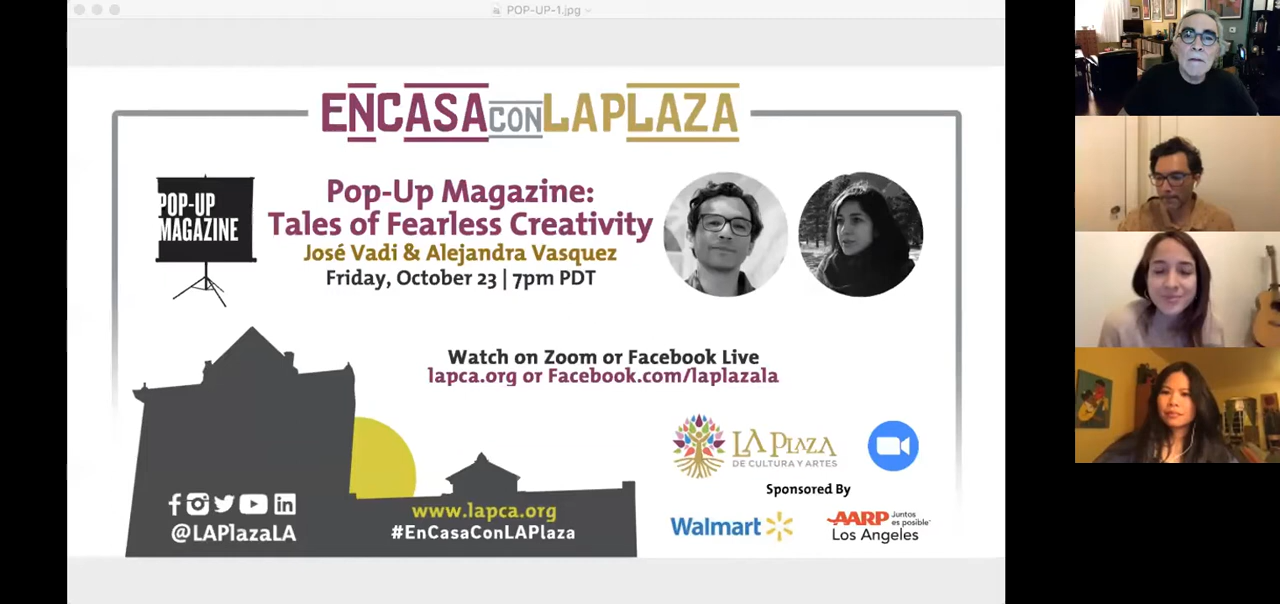 POP-UP-1.jpg
ENCASACONLAPLAZA
POP-UP
MAGAZINE
Pop-Up Magazine:
Tales of Fearless Creativity
José Vadi & Alejandra Vasquez
Friday, October 23 | 7pm PDT
Watch on Zoom or Facebook Live
lapca.org or Facebook.com/laplazala
LA PLAZA
DE CULTURA Y ARTES
Sponsored By
Walmart
AARP Juntos
es posible
Los Angeles
@LAPlazaLA
www.lapca.org
#EnCasaConLAPlaza